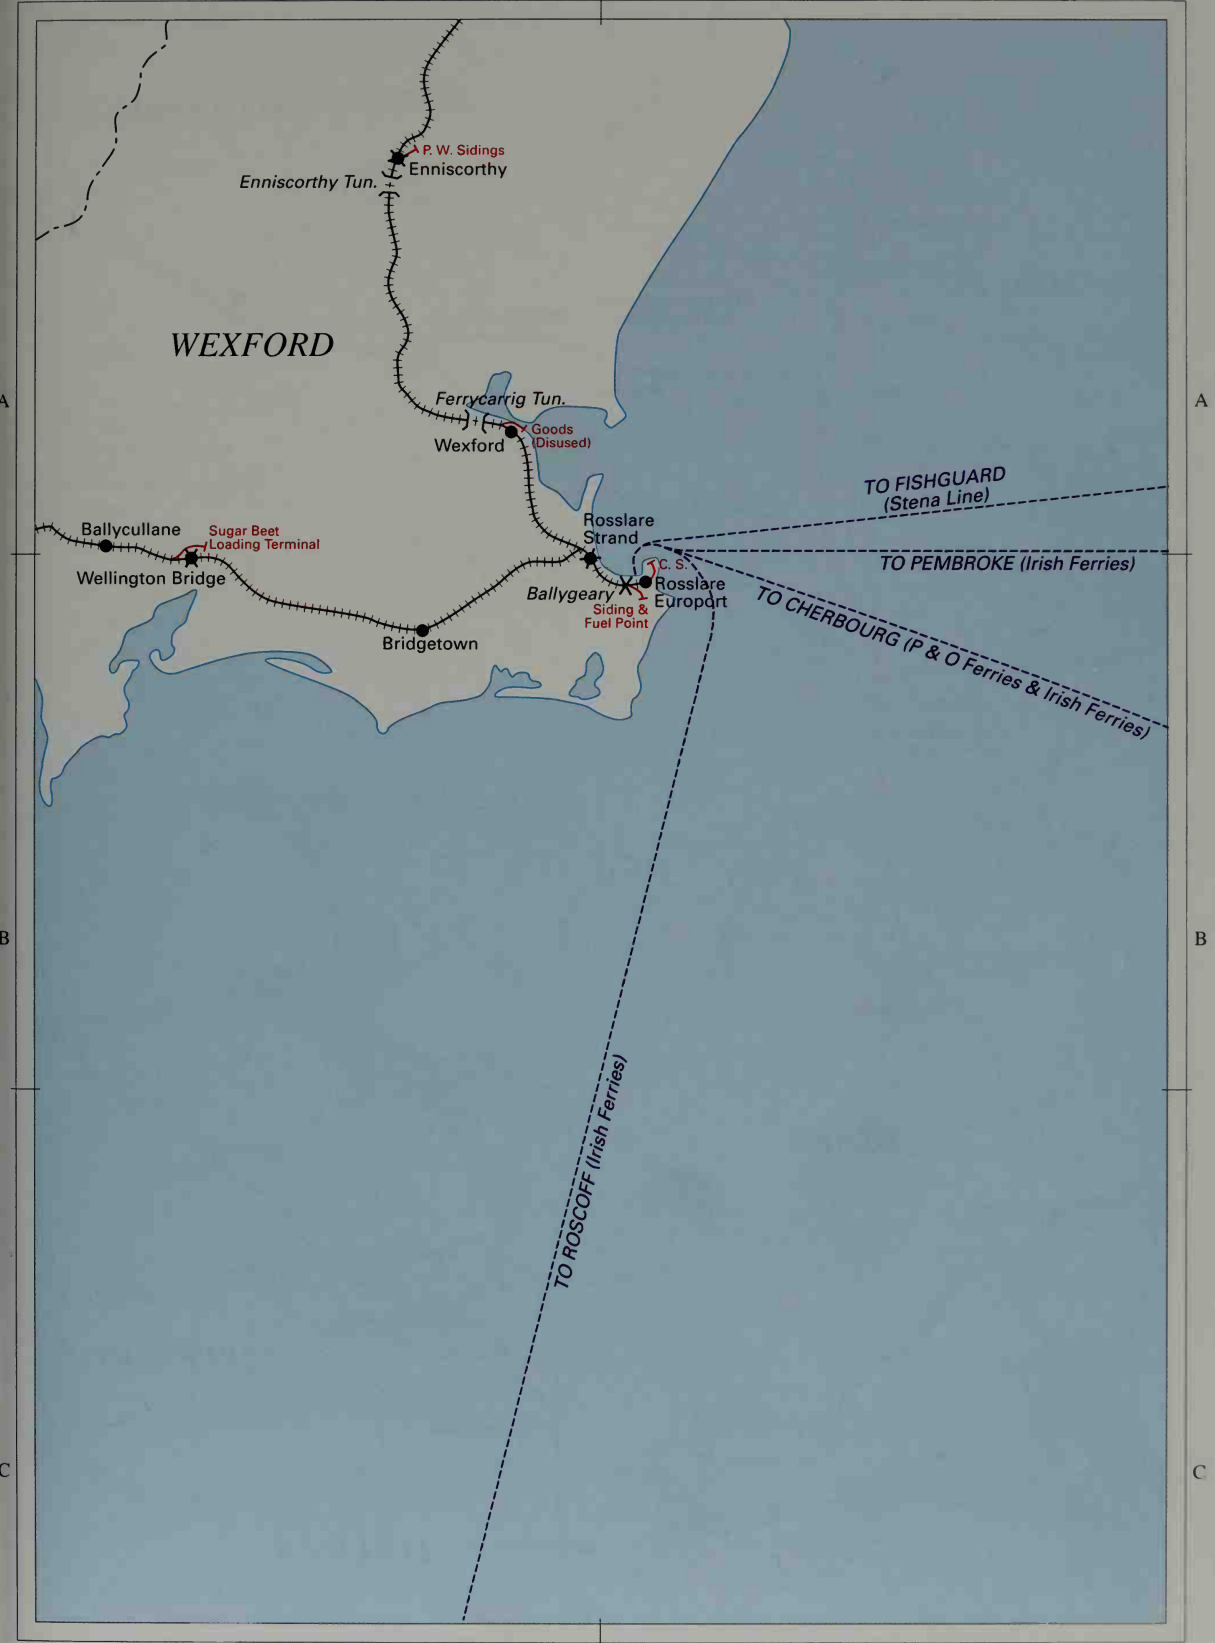 P. W. Sidings
Enniscorthy
Enniscorthy Tun.
WEXFORD
Ferrycarrig Tun.
A
A
Goods
(Disused)
Wexford
TO FISHGUARD
(Stena Line)
Rosslare
Strand
Ballycullane
Sugar Beet
Loading Terminal
Wellington Bridge
TO PEMBROKE (Irish Ferries)
C. S.
Rosslare
Europort
Ballygeary
Siding &
Fuel Point
TO CHERBOURG (P & O Ferries & Irish Ferries)
Bridgetown
B
B
TO ROSCOFF (Irish Ferries)
C
C